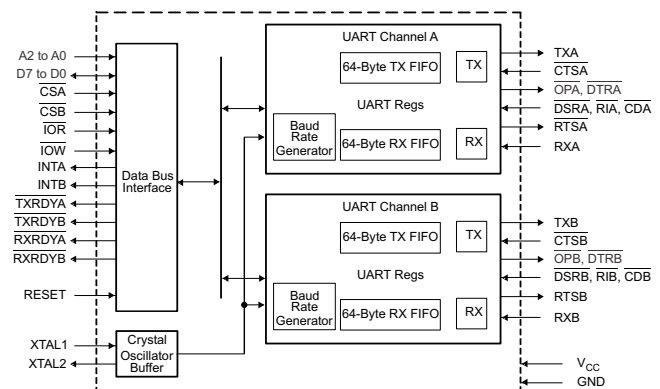 A2 to A0
D7 to D0
CSA
CSB
IOR
IOW
INTA
INTB
TXRDYA
TXRDYB
RXRDYA
RXRDYB
RESET
XTAL1
XTAL2
Data Bus
Interface
Crystal
Oscillator
Buffer
UART Channel A
64-Byte TX FIFO
TX
UART Regs
Baud
Rate
Generator
64-Byte RX FIFO
RX
TXA
CTSA
OPA, DTRA
DSRA, RIA, CDA
RTSA
RXA
UART Channel B
64-Byte TX FIFO
TX
UART Regs
Baud
Rate
Generator
64-Byte RX FIFO
RX
TXB
CTSB
OPB, DTRB
DSRB, RIB, CDB
RTSB
RXB
VCC
GND